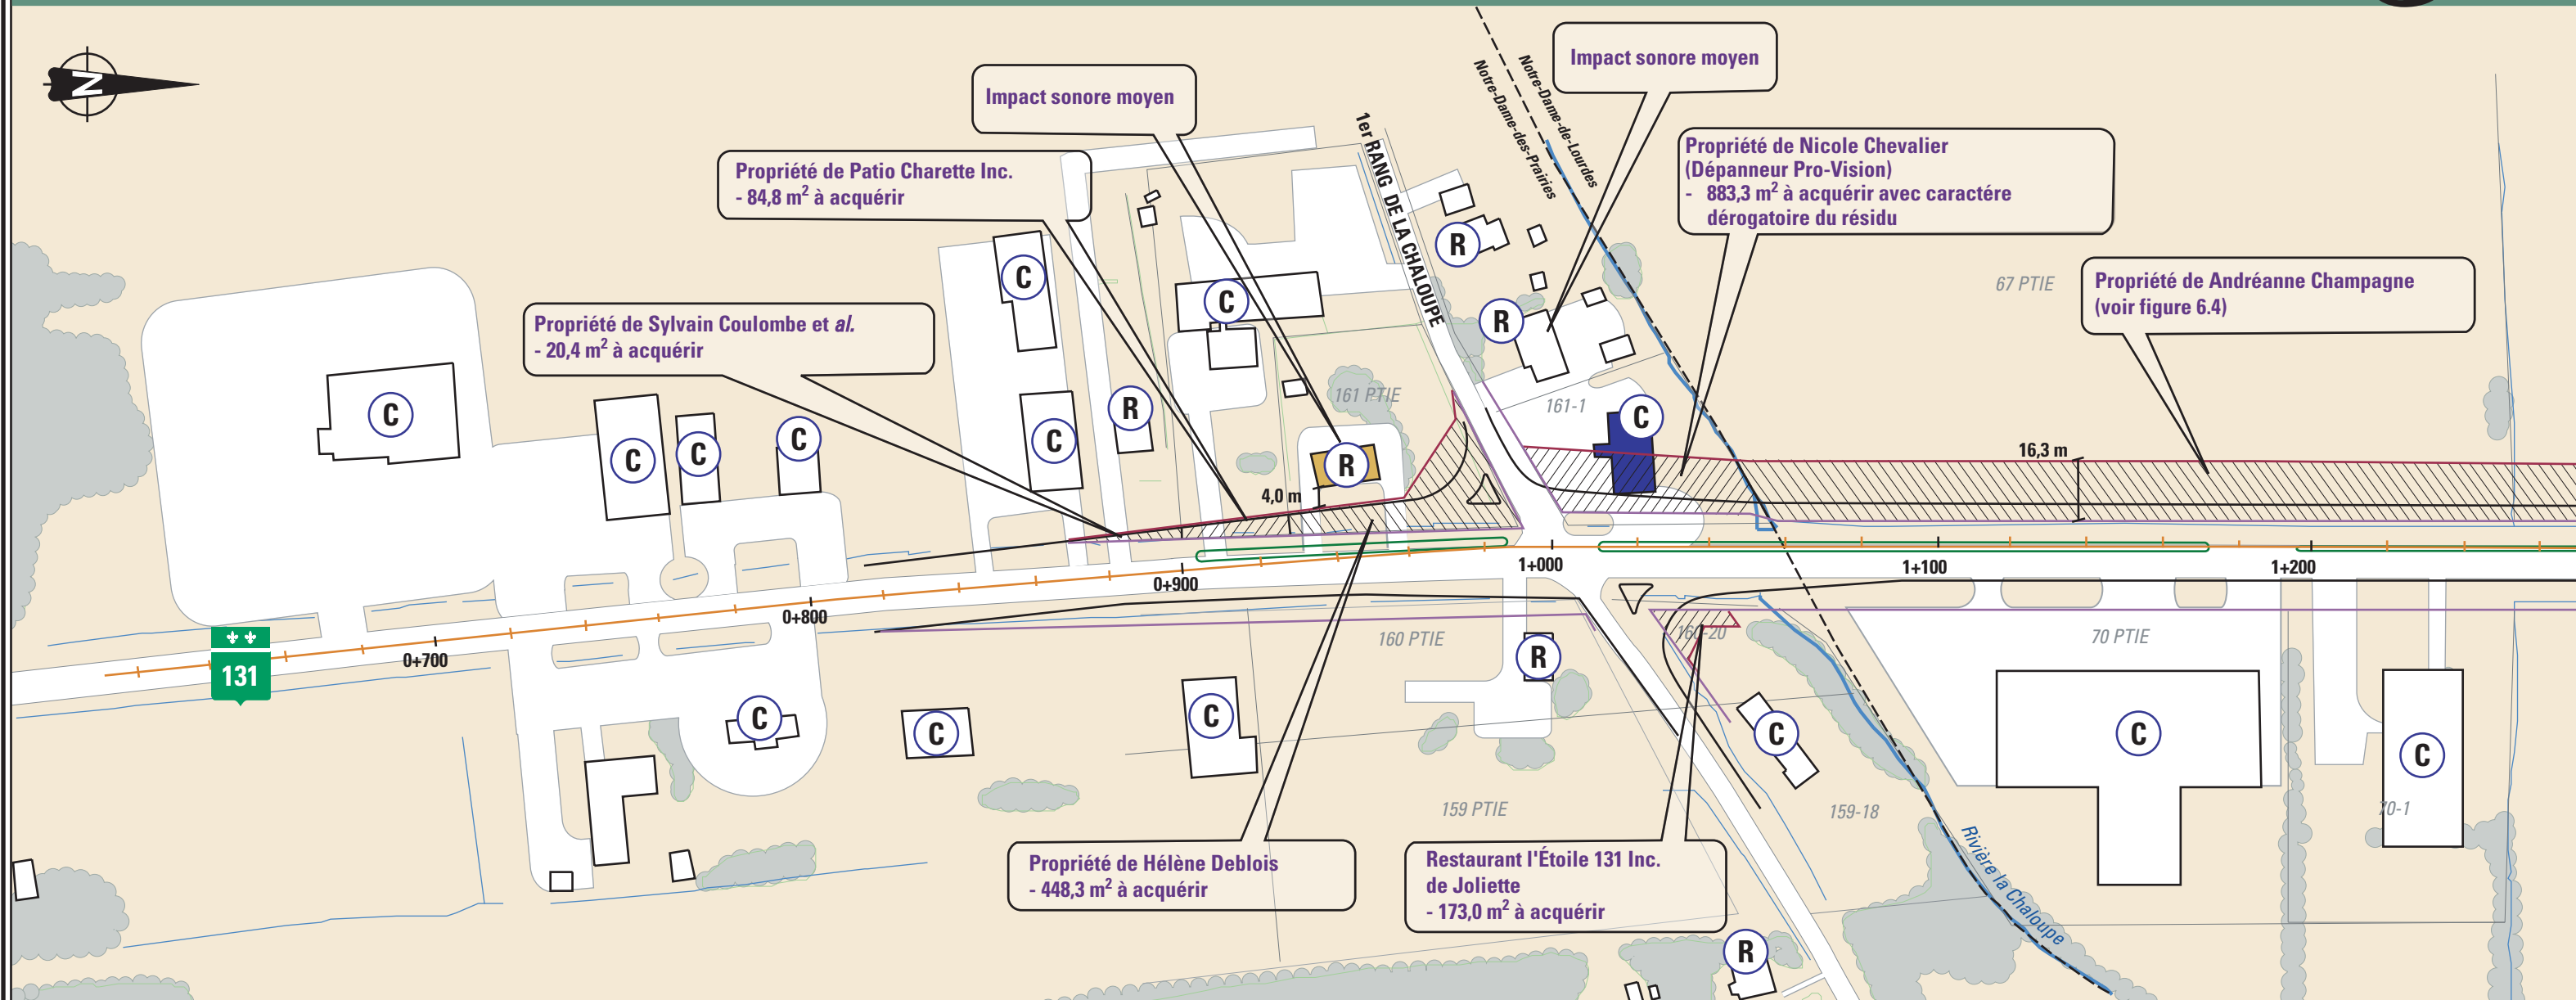 N
Impact sonore moyen
Impact sonore moyen
Propriété de Patio Charette Inc.
- 84,8 m² à acquérir
1er RANG DE LA CHALOUPE
Notre-Dame-de-Lourdes
Notre-Dame-des-Prairies
Propriété de Nicole Chevalier
(Dépanneur Pro-Vision)
- 883,3 m² à acquérir avec caractére
dérogatoire du résidu
Propriété de Andréanne Champagne
(voir figure 6.4)
67 PTIE
Propriété de Sylvain Coulombe et al.
- 20,4 m² à acquérir
C
C
R
R
C
C
C
C
C
R
161 PTIE
161-1
C
R
4,0 m
16,3 m
0+700
0+800
0+900
1+000
1+100
1+200
131
160 PTIE
160-20
70 PTIE
R
C
C
C
C
C
C
159 PTIE
159-18
70-1
Rivière la Chaloupe
Propriété de Hélène Deblois
- 448,3 m² à acquérir
Restaurant l'Étoile 131 Inc.
de Joliette
- 173,0 m² à acquérir
R